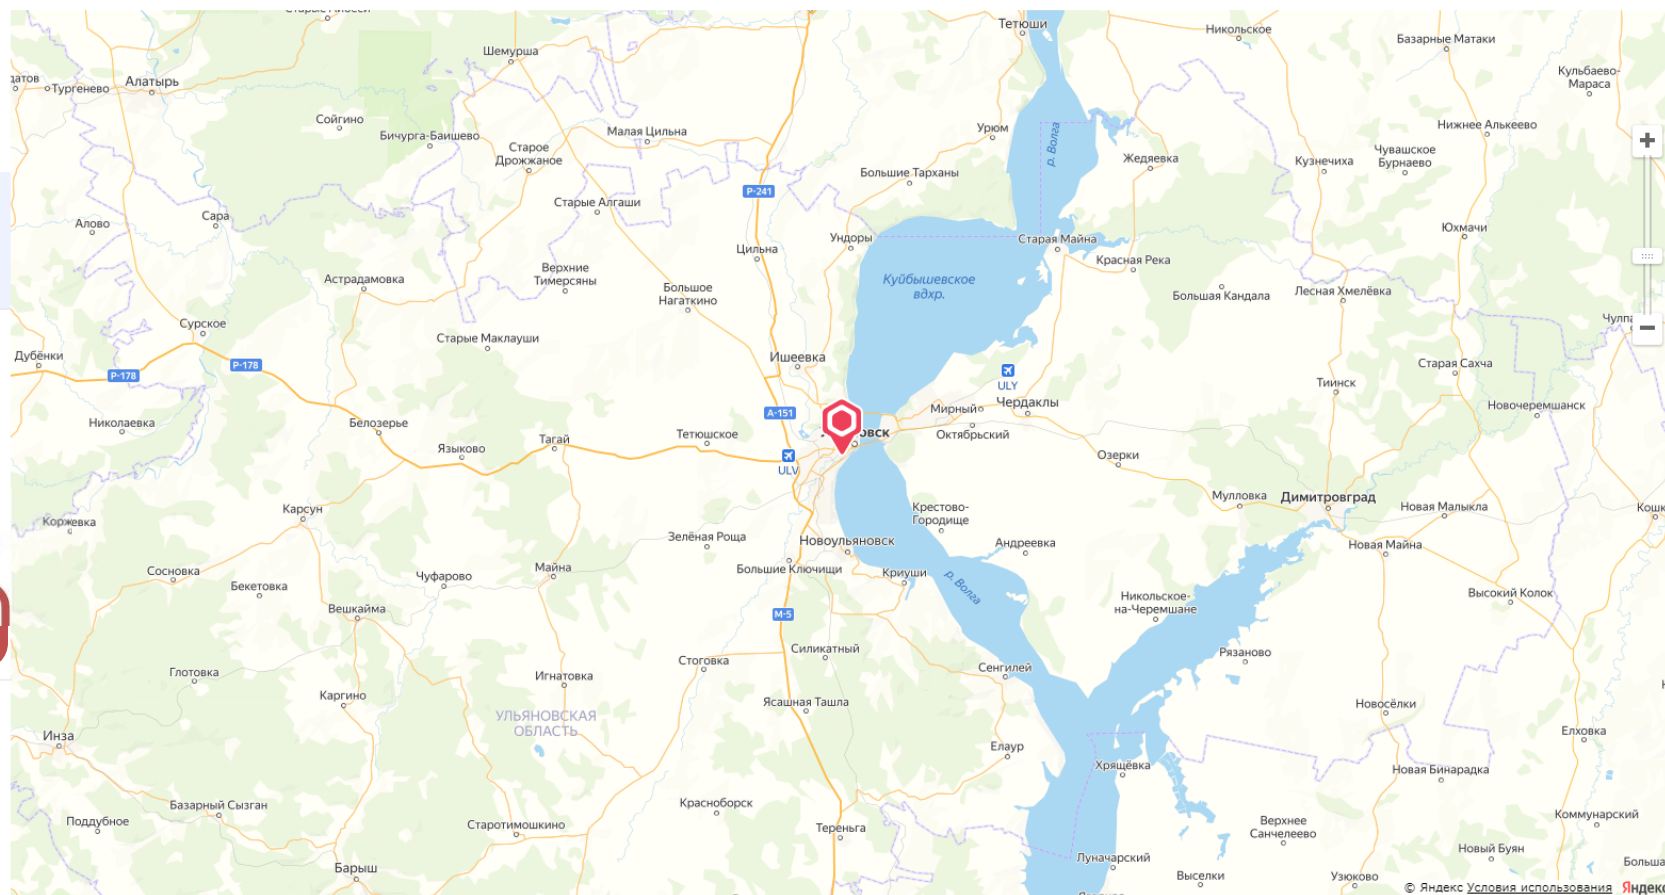 Тетюши
Никольское
Базарные Матаки
Шемурша
Кульбаево-
Мараса
Алатырь
Тургенево
Сойгино
Бичурга-Баишево
Малая Цильна
Урюм
р. Волга
Нижнее Алькеево
Старое
Дрожжаное
Жедяевка
Кузнечиха
Чувашское
Бурнаево
Большие Тарханы
Р-241
Старые Алгаши
Сара
Алово
Юхмачи
Ундоры
Старая Майна
Цильна
Красная Река
Астрадамовка
Верхние
Тимерсяны
Куйбышевское
вдхр.
Большое
Нагаткино
Большая Кандала
Лесная Хмелёвка
Сурское
Старые Маклауши
Дубёнки
Р-178
Р-178
Ишеевка
Старая Сахча
ULY
Тиинск
Чердаклы
Мирный
Новочеремшанск
А-151
Николаевка
Белозерье
Тетюшское
Октябрьский
Тагай
Языково
ULV
Озерки
Мулловка
Димитровград
Новая Малыкла
Карсун
Крестово-
Городище
Коржевка
Зелёная Роща
Новоульяновск
Андреевка
Новая Майна
Сосновка
Бекетовка
Чуфарово
Майна
Большие Ключищи
Криуши
р. Волга
Высокий Колок
Никольское-
на-Черемшане
Вешкайма
М-5
Силикатный
Рязаново
Стоговка
Сенгилей
Глотовка
Игнатовка
Каргино
Ясашная Ташла
Новосёлки
УЛЬЯНОВСКАЯ
ОБЛАСТЬ
Инза
Елховка
Елаур
Хрящёвка
Новая Бинарадка
Базарный Сызган
Красноборск
Поддубное
Старотимошкино
Тереньга
Верхнее
Санчелеево
Коммунарский
Новый Буян
Луначарский
Барыш
Выселки
Узюково
© Яндекс Условия использования